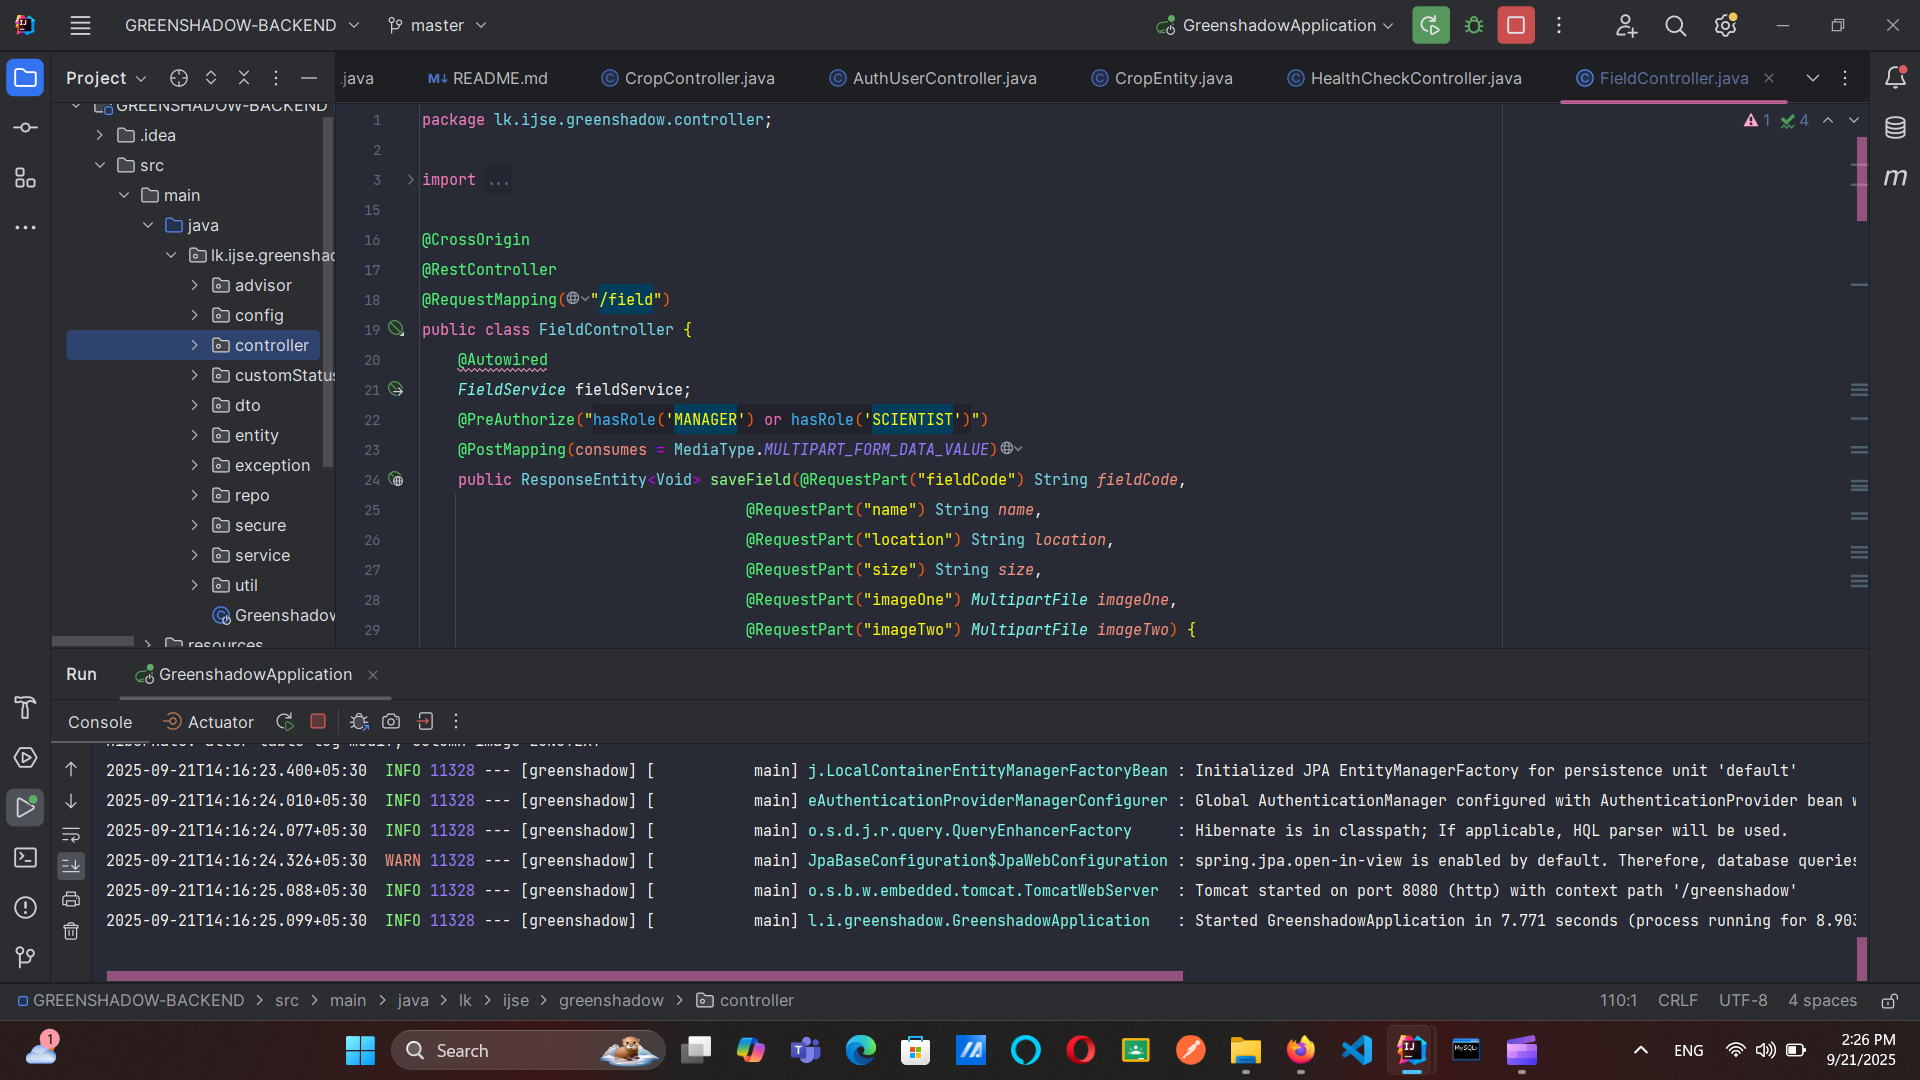 GREENSHADOW-BACKEND master GreenshadowApplication
Project
.java README.md CropController.java AuthUserController.java CropEntity.java HealthCheckController.java FieldController.java
GREENSHADOW-BACKEND
.idea
src
main
java
lk.ijse.greenshad
advisor
config
controller
customStatus
dto
entity
exception
repo
secure
service
util
Greenshadow
resources
1 4
1 package lk.ijse.greenshadow.controller;
2
3 import ...
15
16 @CrossOrigin
17 @RestController
18 @RequestMapping("/field")
19 public class FieldController {
20 @Autowired
21 FieldService fieldService;
22 @PreAuthorize("hasRole('MANAGER') or hasRole('SCIENTIST')")
23 @PostMapping(consumes = MediaType.MULTIPART_FORM_DATA_VALUE)
24 public ResponseEntity<Void> saveField(@RequestPart("fieldCode") String fieldCode,
25 @RequestPart("name") String name,
26 @RequestPart("location") String location,
27 @RequestPart("size") String size,
28 @RequestPart("imageOne") MultipartFile imageOne,
29 @RequestPart("imageTwo") MultipartFile imageTwo) {
Run GreenshadowApplication
Console Actuator
2025-09-21T14:16:23.400+05:30 INFO 11328 --- [greenshadow] [ main] j.LocalContainerEntityManagerFactoryBean : Initialized JPA EntityManagerFactory for persistence unit 'default'
2025-09-21T14:16:24.010+05:30 INFO 11328 --- [greenshadow] [ main] eAuthenticationProviderManagerConfigurer : Global AuthenticationManager configured with AuthenticationProvider bean w
2025-09-21T14:16:24.077+05:30 INFO 11328 --- [greenshadow] [ main] o.s.d.j.r.query.QueryEnhancerFactory : Hibernate is in classpath; If applicable, HQL parser will be used.
2025-09-21T14:16:24.326+05:30 WARN 11328 --- [greenshadow] [ main] JpaBaseConfiguration$JpaWebConfiguration : spring.jpa.open-in-view is enabled by default. Therefore, database queries
2025-09-21T14:16:25.088+05:30 INFO 11328 --- [greenshadow] [ main] o.s.b.w.embedded.tomcat.TomcatWebServer : Tomcat started on port 8080 (http) with context path '/greenshadow'
2025-09-21T14:16:25.099+05:30 INFO 11328 --- [greenshadow] [ main] l.i.greenshadow.GreenshadowApplication : Started GreenshadowApplication in 7.771 seconds (process running for 8.903
GREENSHADOW-BACKEND > src > main > java > lk > ijse > greenshadow > controller 110:1 CRLF UTF-8 4 spaces
1 Search ENG 2:26 PM
9/21/2025